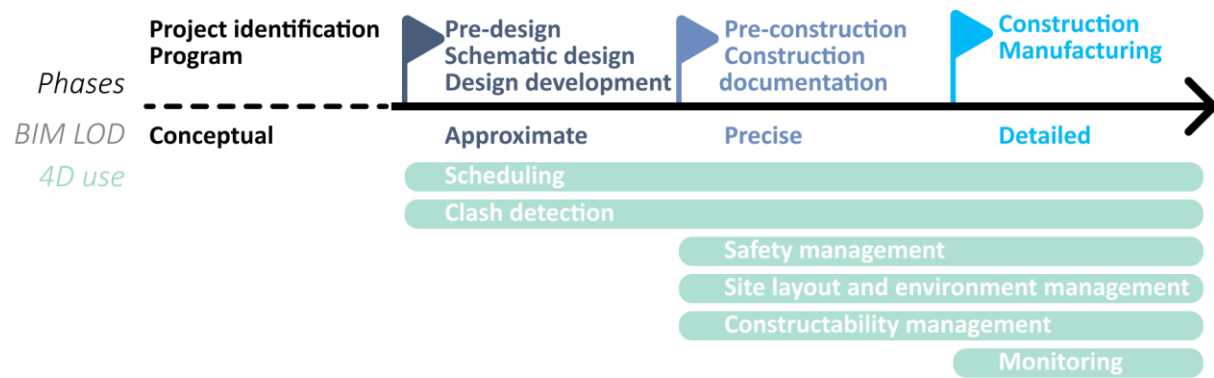 Phases
Project identification
Program
Pre-design
Schematic design
Design development
Pre-construction
Construction
documentation
Construction
Manufacturing
BIM LOD
Conceptual
Approximate
Precise
Detailed
4D use
Scheduling
Clash detection
Safety management
Site layout and environment management
Constructability management
Monitoring